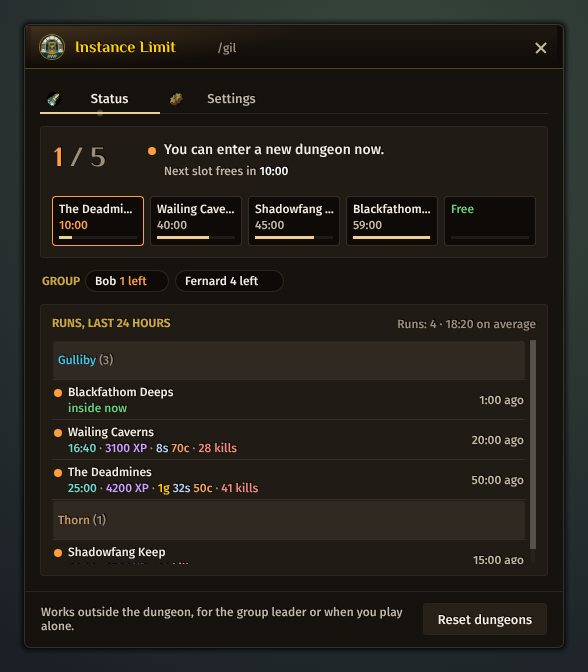 Instance Limit /gil
Status Settings
1 / 5
You can enter a new dungeon now.
Next slot frees in 10:00
The Deadmi... Wailing Cave... Shadowfang ... Blackfathom... Free
10:00 40:00 45:00 59:00
GROUP Bob 1 left Fernard 4 left
RUNS, LAST 24 HOURS Runs: 4 · 18:20 on average
Gulliby (3)
Blackfathom Deeps
inside now 1:00 ago
Wailing Caverns
16:40 · 3100 XP · 8s 70c · 28 kills 20:00 ago
The Deadmines
25:00 · 4200 XP · 1g 32s 50c · 41 kills 50:00 ago
Thorn (1)
Shadowfang Keep
15:00 ago
Works outside the dungeon, for the group leader or when you play
alone.
Reset dungeons